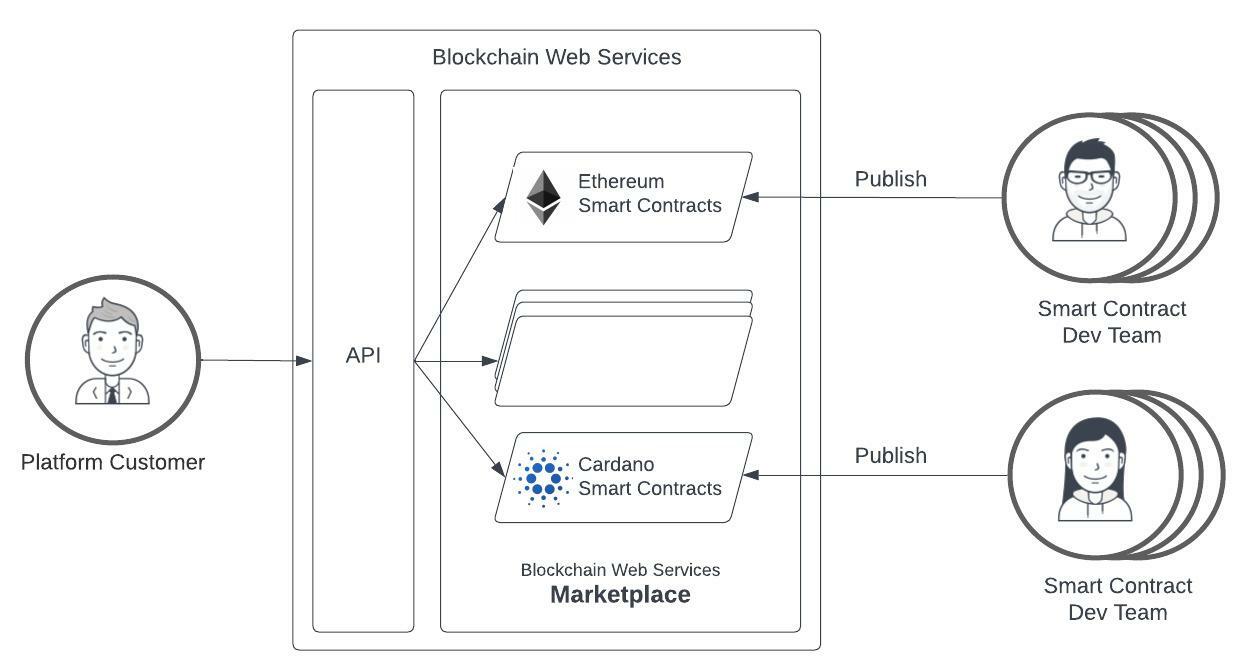 Blockchain Web Services
Ethereum
Smart Contracts
Publish
Smart Contract
Dev Team
API
Platform Customer
Cardano
Smart Contracts
Publish
Blockchain Web Services
Marketplace
Smart Contract
Dev Team